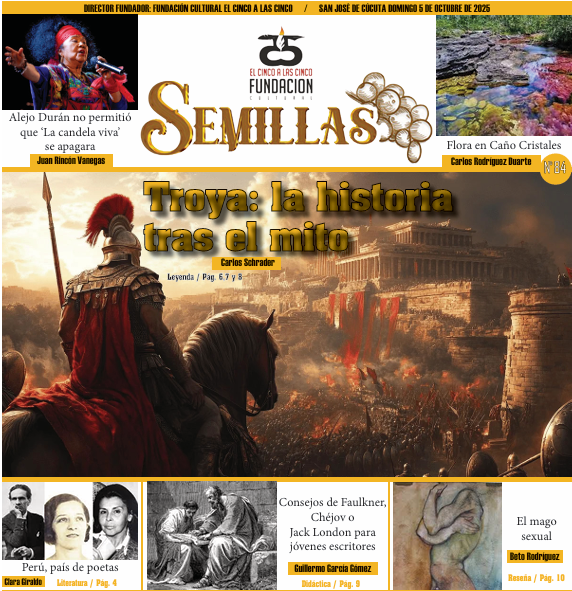 DIRECTOR FUNDADOR: FUNDACIÓN CULTURAL EL CINCO A LAS CINCO / SAN JOSÉ DE CÚCUTA DOMINGO 5 DE OCTUBRE DE 2025
EL CINCO A LAS CINCO
FUNDACION
CULTURAL
SEMILLAS
Alejo Durán no permitió
que ‘La candela viva’
se apagara
Juan Rincón Vanegas
Flora en Caño Cristales
Carlos Rodríguez Duarte
N°84
Troya: la historia
tras el mito
Carlos Schrader
Leyenda / Pág. 6,7 y 8
Perú, país de poetas
Clara Giraldo
Literatura / Pág. 4
Consejos de Faulkner,
Chéjov o
Jack London para
jóvenes escritores
Guillermo García Gómez
Didáctica / Pág. 9
El mago
sexual
Beto Rodríguez
Reseña / Pág. 10